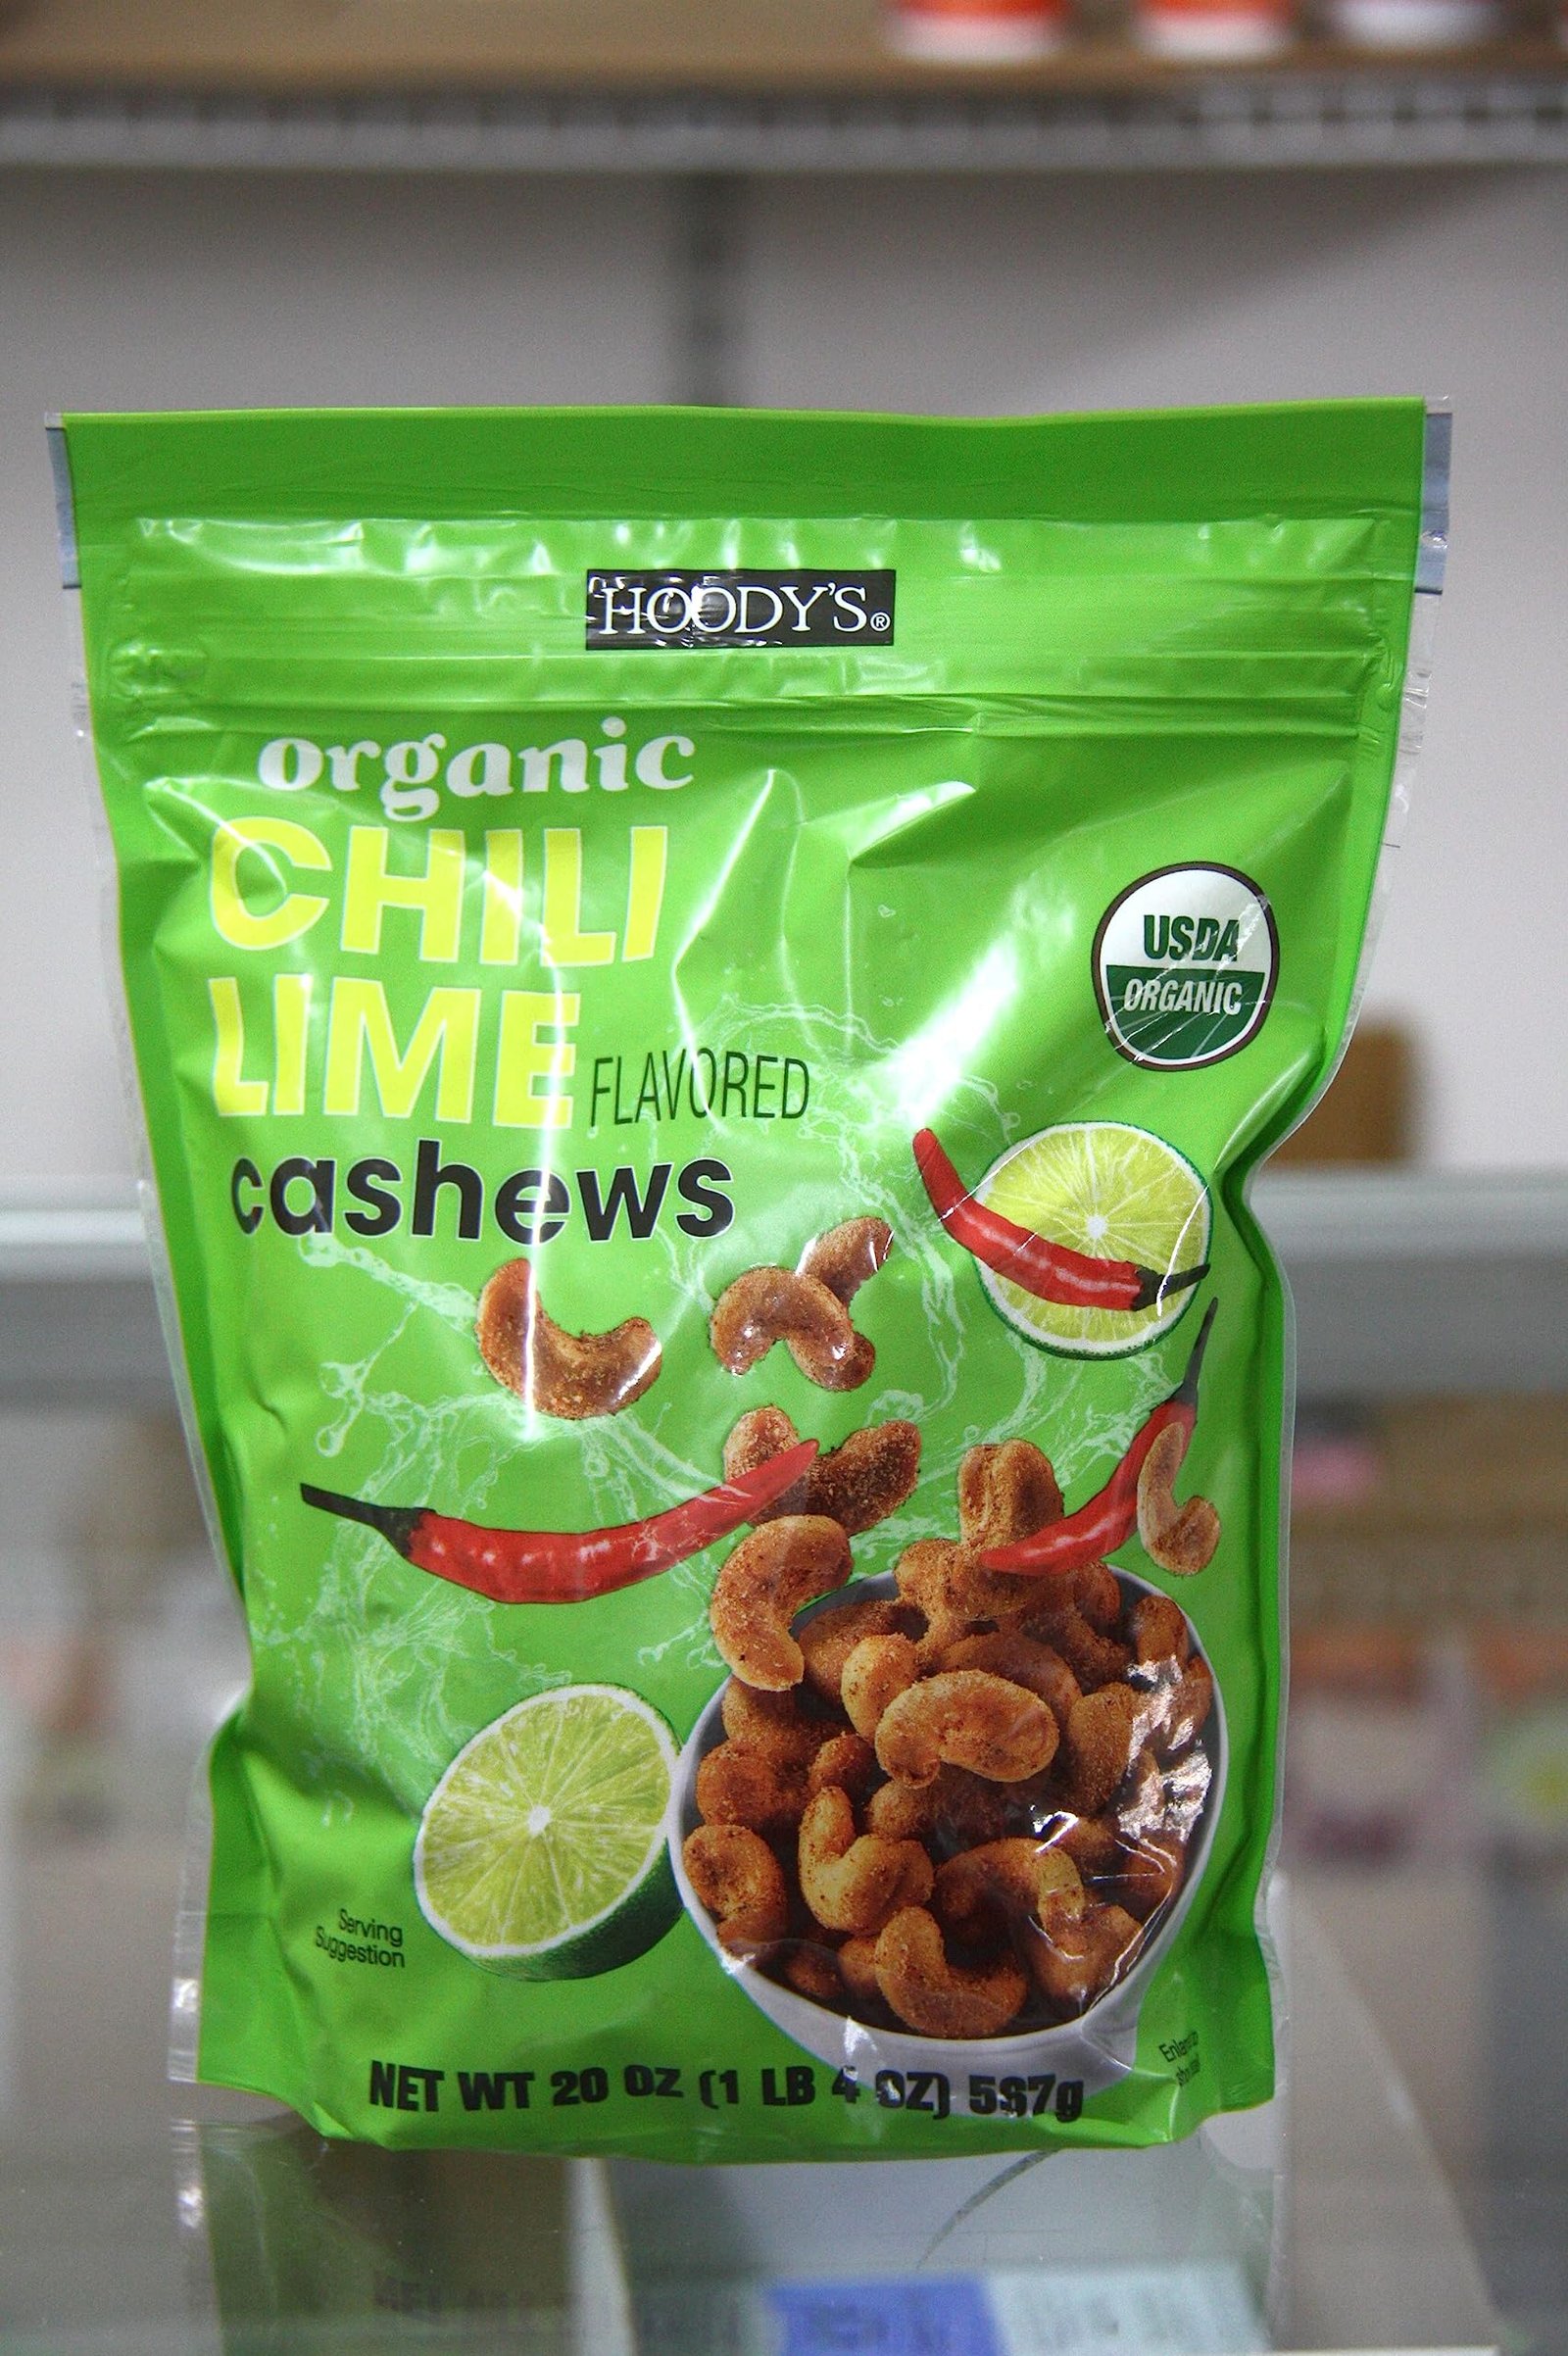 HOODY'S®
organic
CHILI
LIME FLAVORED
cashews
USDA
ORGANIC
Serving
Suggestion
NET WT 20 OZ (1 LB 4 OZ) 567g